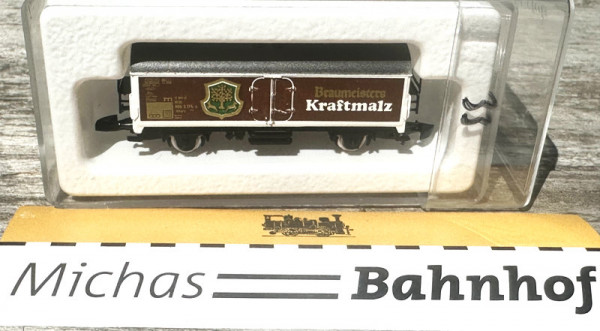 Braumeisters
Kraftmalz
Michas Bahnhof